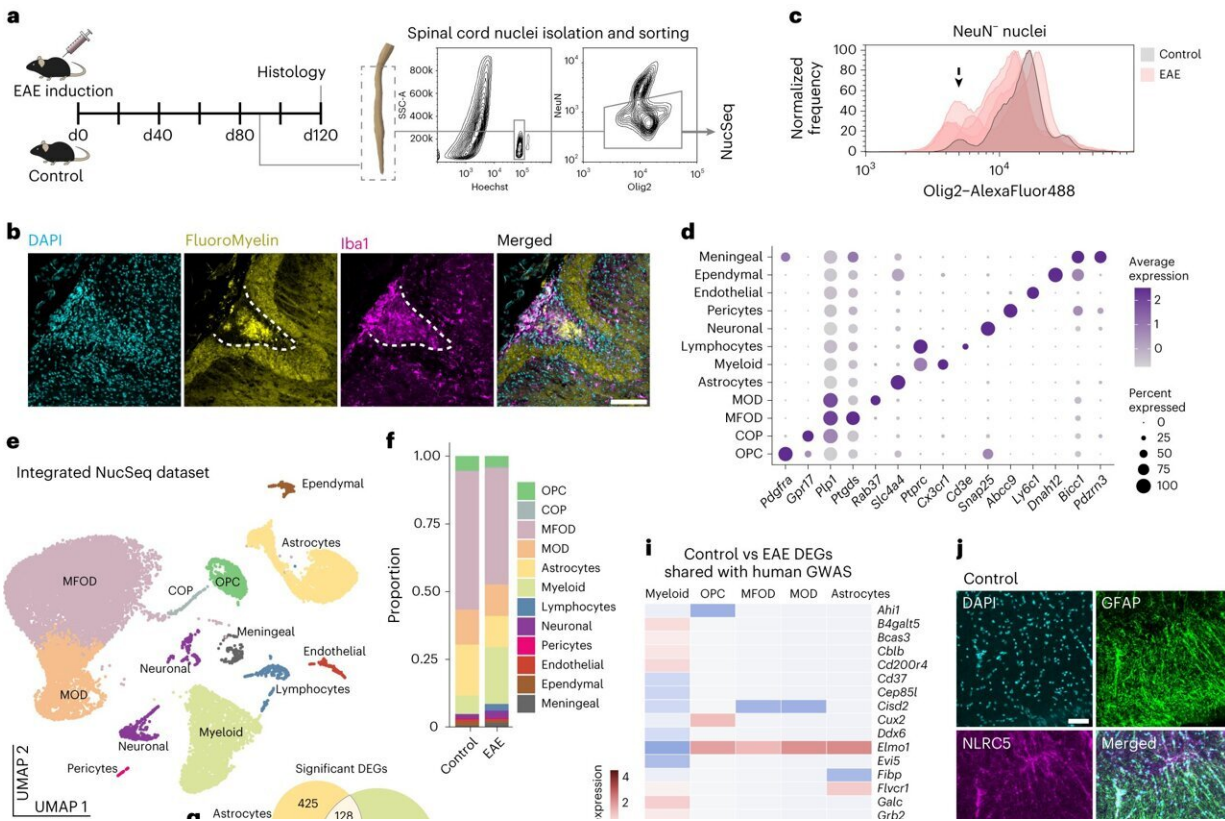 a
EAE induction
Control
Histology
d0
d40
d80
d120
Spinal cord nuclei isolation and sorting
SSC-A
800k
600k
400k
200k
10³
10⁴
10⁵
Hoechst
NeuN
10⁴
10³
10²
10³
10⁴
10⁵
Olig2
NucSeq
c
NeuN⁻ nuclei
Normalized
frequency
100
80
60
40
20
0
10³
10⁴
Olig2–AlexaFluor488
Control
EAE
b
DAPI
FluoroMyelin
Iba1
Merged
d
Meningeal
Ependymal
Endothelial
Pericytes
Neuronal
Lymphocytes
Myeloid
Astrocytes
MOD
MFOD
COP
OPC
Pdgfra
Gpr17
Plp1
Ptgds
Rab37
Slc4a4
Ptprc
Cx3cr1
Cd3e
Snap25
Abcc9
Ly6c1
Dnah12
Bicc1
Pdzrn3
Average
expression
2
1
0
Percent
expressed
0
25
50
75
100
e
Integrated NucSeq dataset
Ependymal
Astrocytes
MFOD
COP
OPC
Meningeal
Neuronal
Endothelial
Lymphocytes
MOD
Neuronal
Myeloid
Pericytes
UMAP 2
UMAP 1
f
Proportion
1.00
0.75
0.50
0.25
0
Control
EAE
OPC
COP
MFOD
MOD
Astrocytes
Myeloid
Lymphocytes
Neuronal
Pericytes
Endothelial
Ependymal
Meningeal
Significant DEGs
Astrocytes
425
128
i
Control vs EAE DEGs
shared with human GWAS
Myeloid
OPC
MFOD
MOD
Astrocytes
Ahi1
B4galt5
Bcas3
Cblb
Cd200r4
Cd37
Cep85l
Cisd2
Cux2
Ddx6
Elmo1
Evi5
Fibp
Flvcr1
Galc
Grb2
4
2
j
Control
DAPI
GFAP
NLRC5
Merged